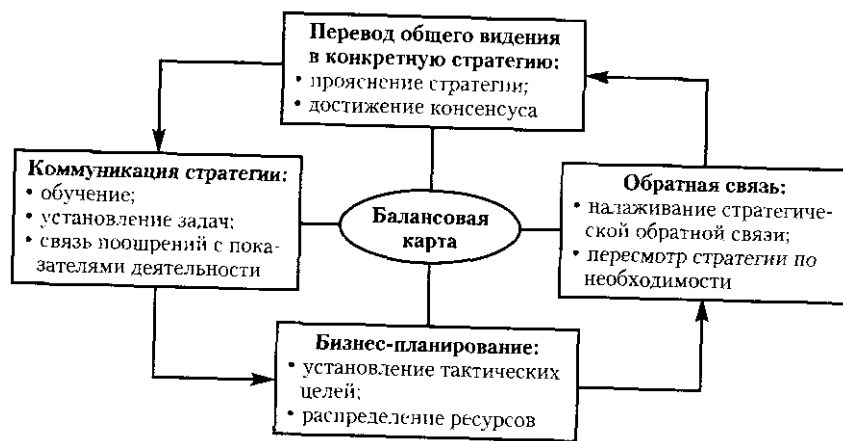 Перевод общего видения
в конкретную стратегию:
• прояснение стратегии;
• достижение консенсуса
Коммуникация стратегии:
• обучение;
• установление задач;
• связь поощрений с пока-
зателями деятельности
Балансовая
карта
Обратная связь:
• налаживание стратегиче-
ской обратной связи;
• пересмотр стратегии по
необходимости
Бизнес-планирование:
• установление тактических
целей;
• распределение ресурсов